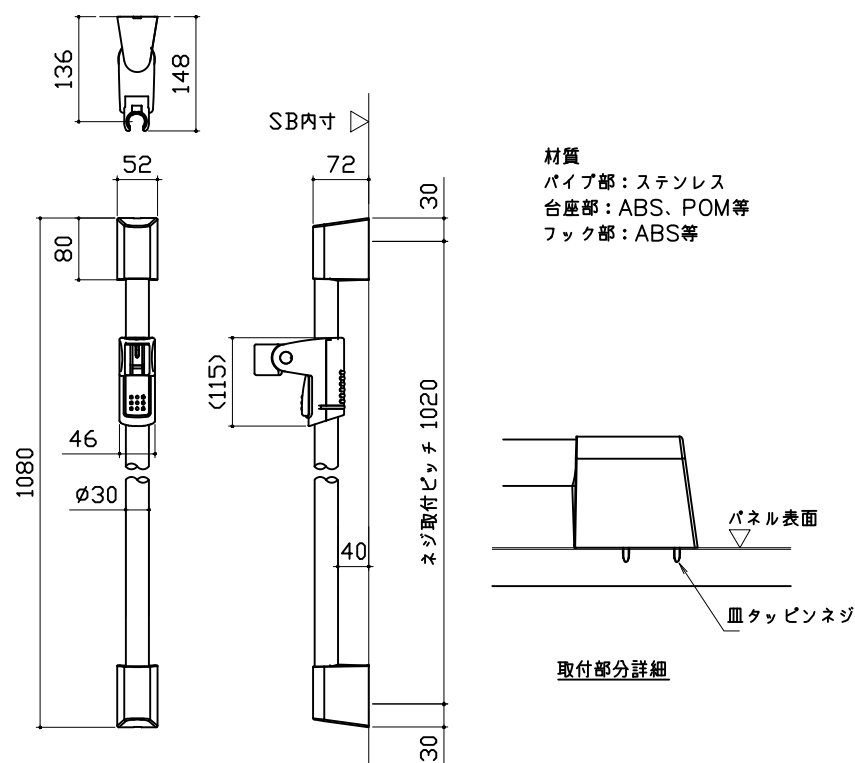 136
148
SB内寸
52
72
30
80
材質
パイプ部：ステンレス
台座部：ABS、POM等
フック部：ABS等
(115)
46
1080
φ30
ネジ取付ピッチ 1020
40
30
パネル表面
皿タッピンネジ
取付部分詳細